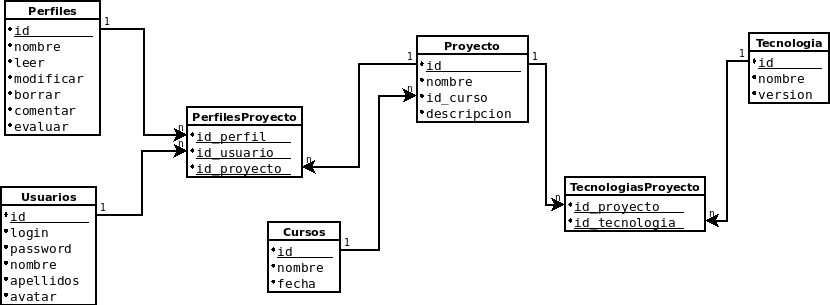 Perfiles
id
nombre
leer
modificar
borrar
comentar
evaluar
1
Usuarios
id
login
password
nombre
apellidos
avatar
1
PerfilesProyecto
id_perfil
id_usuario
id_proyecto
n
n
n
Cursos
id
nombre
fecha
1
Proyecto
id
nombre
id_curso
descripcion
1
n
1
TecnologiasProyecto
id_proyecto
id_tecnologia
n
n
Tecnologia
id
nombre
version
1